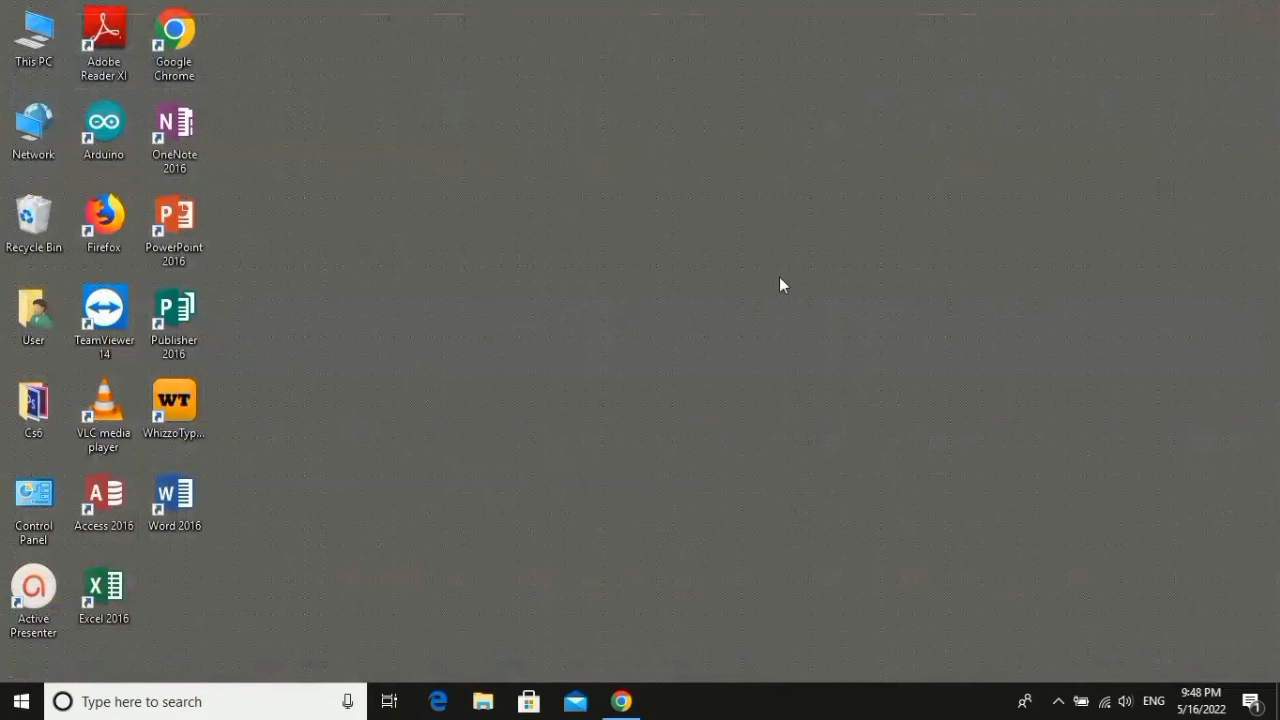 This PC
Adobe
Reader XI
Google
Chrome
Network
Arduino
OneNote
2016
Recycle Bin
Firefox
PowerPoint
2016
User
TeamViewer
14
Publisher
2016
Cs6
VLC media
player
WhizzoTyp...
Control
Panel
Access 2016
Word 2016
Active
Presenter
Excel 2016
N
P
P
Ps
WT
A
W
a
X
Type here to search
ENG
9:48 PM
5/16/2022
1